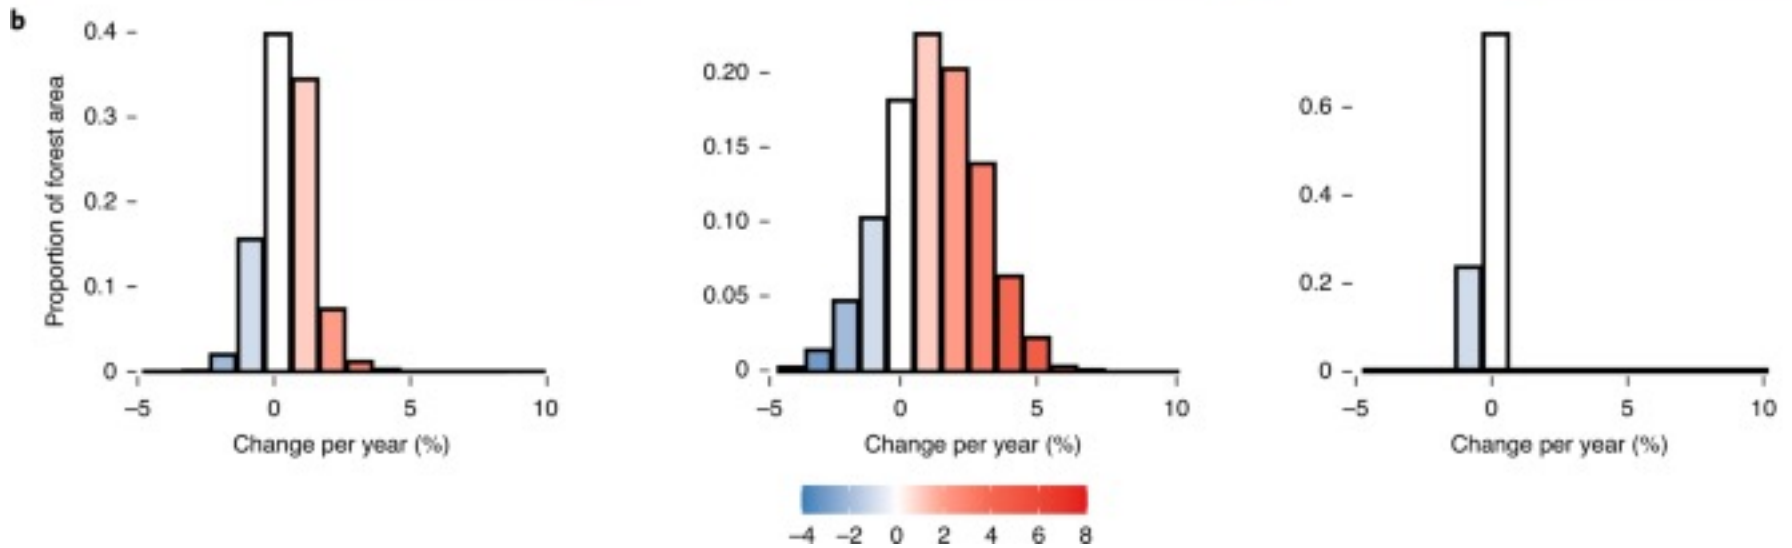 b
Proportion of forest area
0.4
0.3
0.2
0.1
0
–5 0 5 10
Change per year (%)
0.20
0.15
0.10
0.05
0
–5 0 5 10
Change per year (%)
0.6
0.4
0.2
0
–5 0 5 10
Change per year (%)
–4 –2 0 2 4 6 8